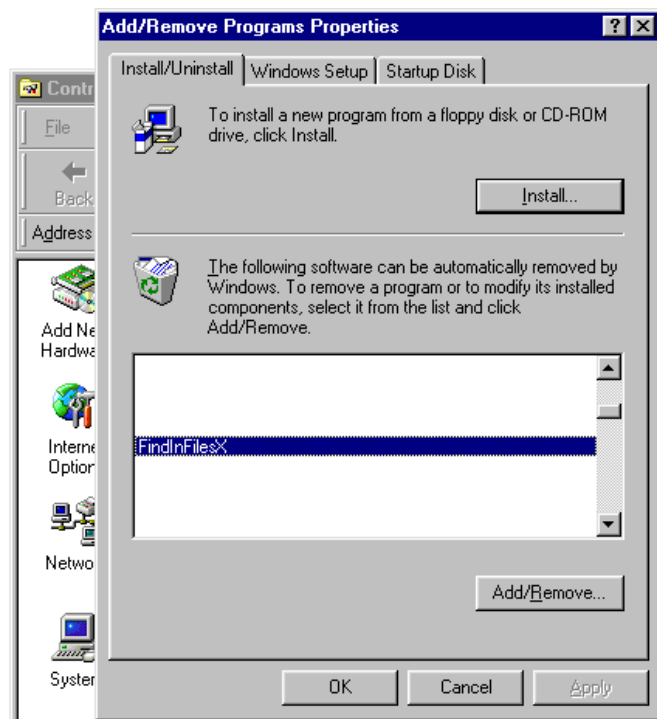 Add/Remove Programs Properties
Install/Uninstall
Windows Setup
Startup Disk
To install a new program from a floppy disk or CD-ROM
drive, click Install.
Install...
The following software can be automatically removed by
Windows. To remove a program or to modify its installed
components, select it from the list and click
Add/Remove.
FindInFilesX
Add/Remove...
OK
Cancel
Apply
Contr
File
Back
Address
Add Ne
Hardwa
Interne
Option
Netwo
System